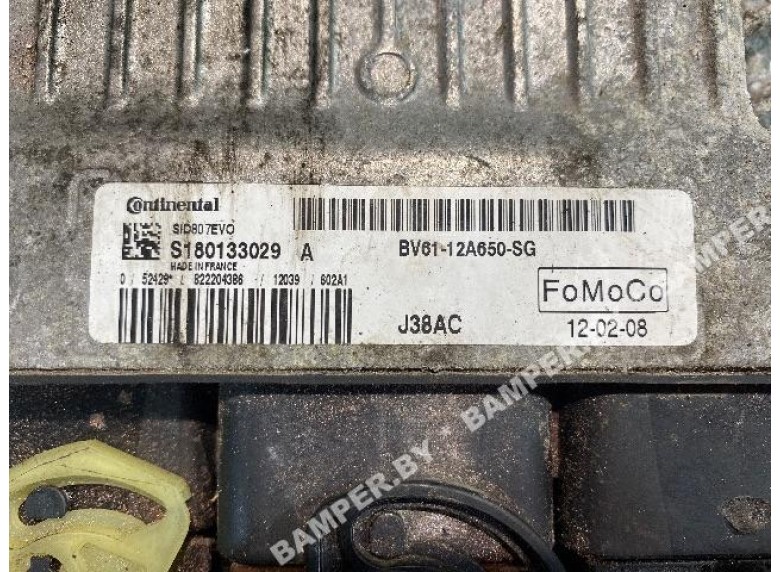 Continental
SID807EVO
S180133029 A
MADE IN FRANCE
0 / 52429* / 822204386 - / 12039 / 602A1
BV61-12A650-SG
FoMoCo
J38AC
12-02-08
BAMPER.BY
BAMPER.BY
BAMPER.BY